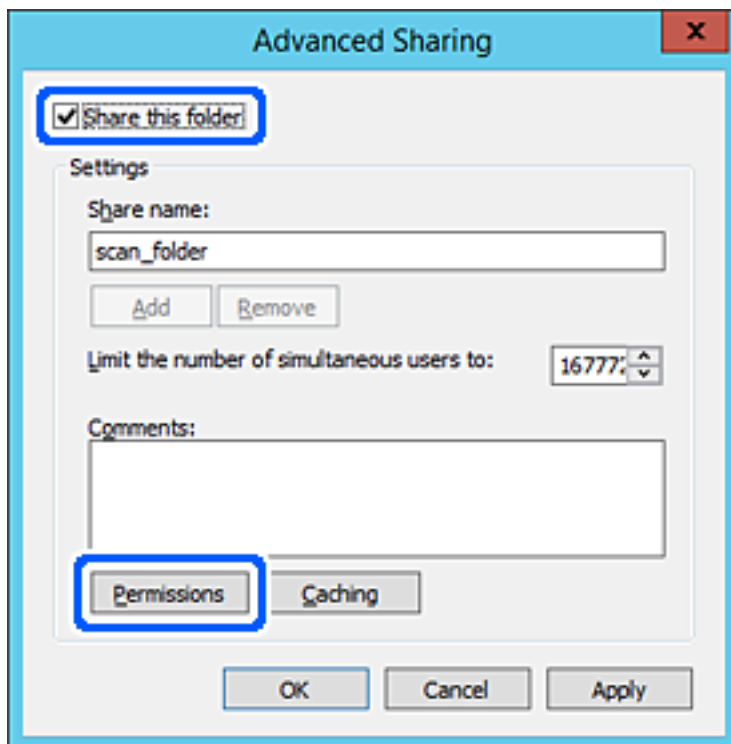 Advanced Sharing
Share this folder
Settings
Share name:
scan_folder
Add Remove
Limit the number of simultaneous users to:
16777
Comments:
Permissions Caching
OK Cancel Apply